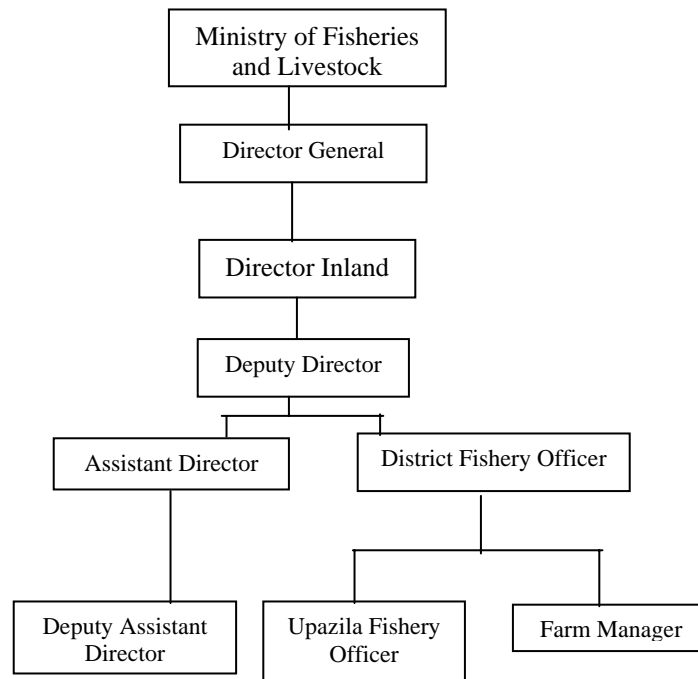 Ministry of Fisheries
and Livestock
Director General
Director Inland
Deputy Director
Assistant Director
District Fishery Officer
Deputy Assistant
Director
Upazila Fishery
Officer
Farm Manager